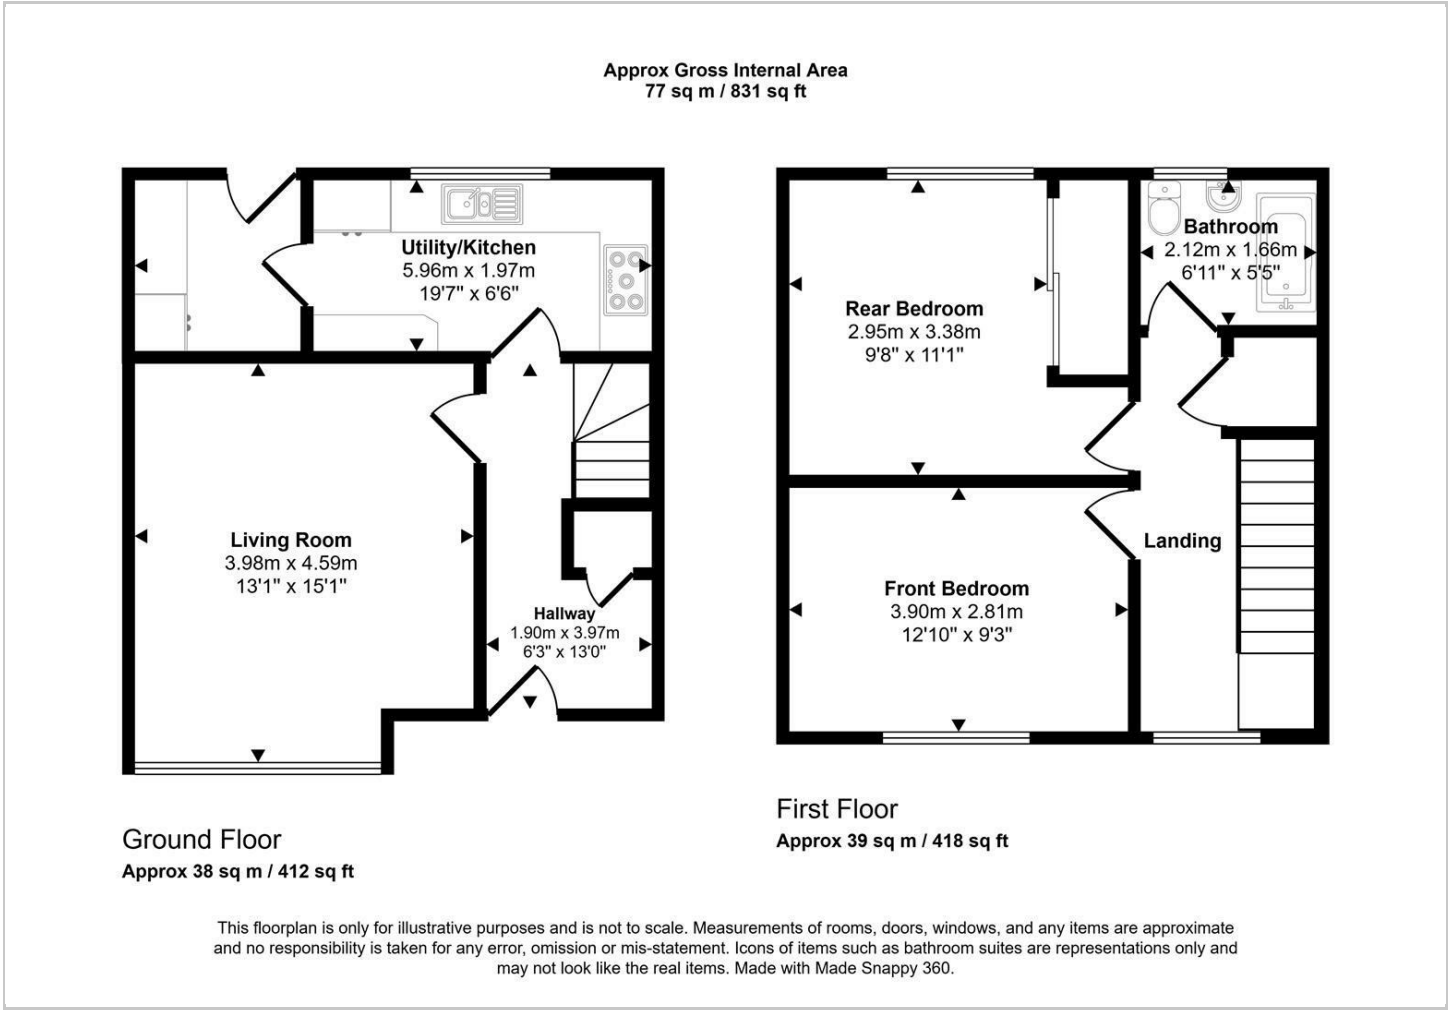 Approx Gross Internal Area
77 sq m / 831 sq ft
Utility/Kitchen
5.96m x 1.97m
19'7" x 6'6"
Living Room
3.98m x 4.59m
13'1" x 15'1"
Hallway
1.90m x 3.97m
6'3" x 13'0"
Ground Floor
Approx 38 sq m / 412 sq ft
Bathroom
2.12m x 1.66m
6'11" x 5'5"
Rear Bedroom
2.95m x 3.38m
9'8" x 11'1"
Landing
Front Bedroom
3.90m x 2.81m
12'10" x 9'3"
First Floor
Approx 39 sq m / 418 sq ft
This floorplan is only for illustrative purposes and is not to scale. Measurements of rooms, doors, windows, and any items are approximate
and no responsibility is taken for any error, omission or mis-statement. Icons of items such as bathroom suites are representations only and
may not look like the real items. Made with Made Snappy 360.